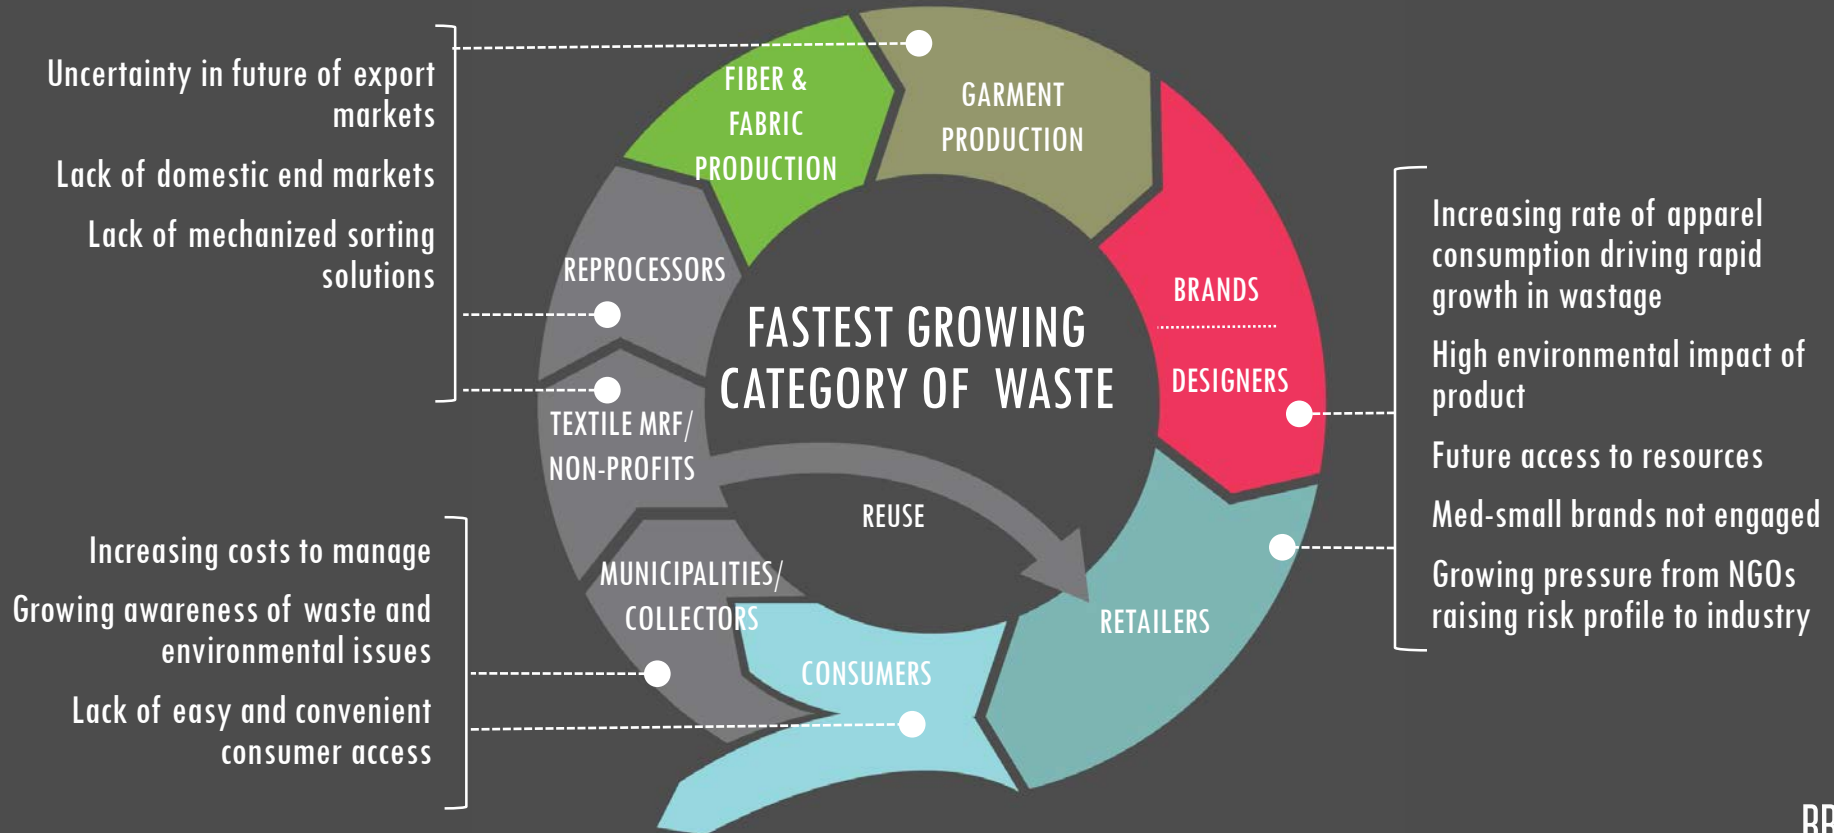 Uncertainty in future of export
markets
Lack of domestic end markets
Lack of mechanized sorting
solutions
Increasing costs to manage
Growing awareness of waste and
environmental issues
Lack of easy and convenient
consumer access
FIBER &
FABRIC
PRODUCTION
GARMENT
PRODUCTION
BRANDS
DESIGNERS
RETAILERS
CONSUMERS
MUNICIPALITIES/
COLLECTORS
TEXTILE MRF/
NON-PROFITS
REPROCESSORS
FASTEST GROWING
CATEGORY OF WASTE
REUSE
Increasing rate of apparel
consumption driving rapid
growth in wastage
High environmental impact of
product
Future access to resources
Med-small brands not engaged
Growing pressure from NGOs
raising risk profile to industry